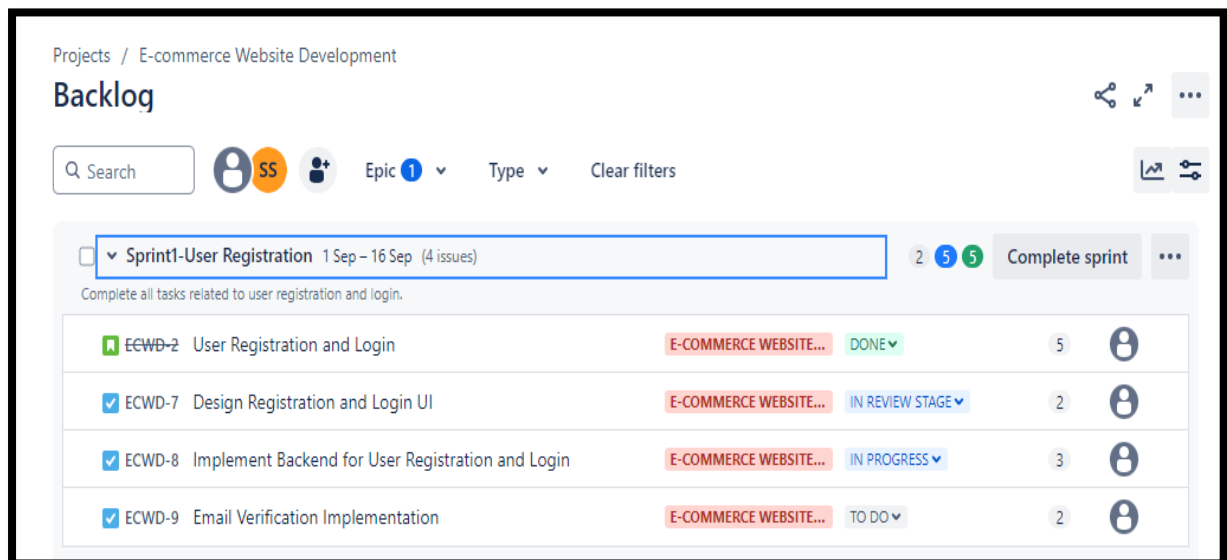 Projects / E-commerce Website Development
Backlog
Search SS Epic 1 Type Clear filters
Sprint1-User Registration 1 Sep – 16 Sep (4 issues) 2 5 5 Complete sprint
Complete all tasks related to user registration and login.
ECWD-2 User Registration and Login E-COMMERCE WEBSITE... DONE 5
ECWD-7 Design Registration and Login UI E-COMMERCE WEBSITE... IN REVIEW STAGE 2
ECWD-8 Implement Backend for User Registration and Login E-COMMERCE WEBSITE... IN PROGRESS 3
ECWD-9 Email Verification Implementation E-COMMERCE WEBSITE... TO DO 2